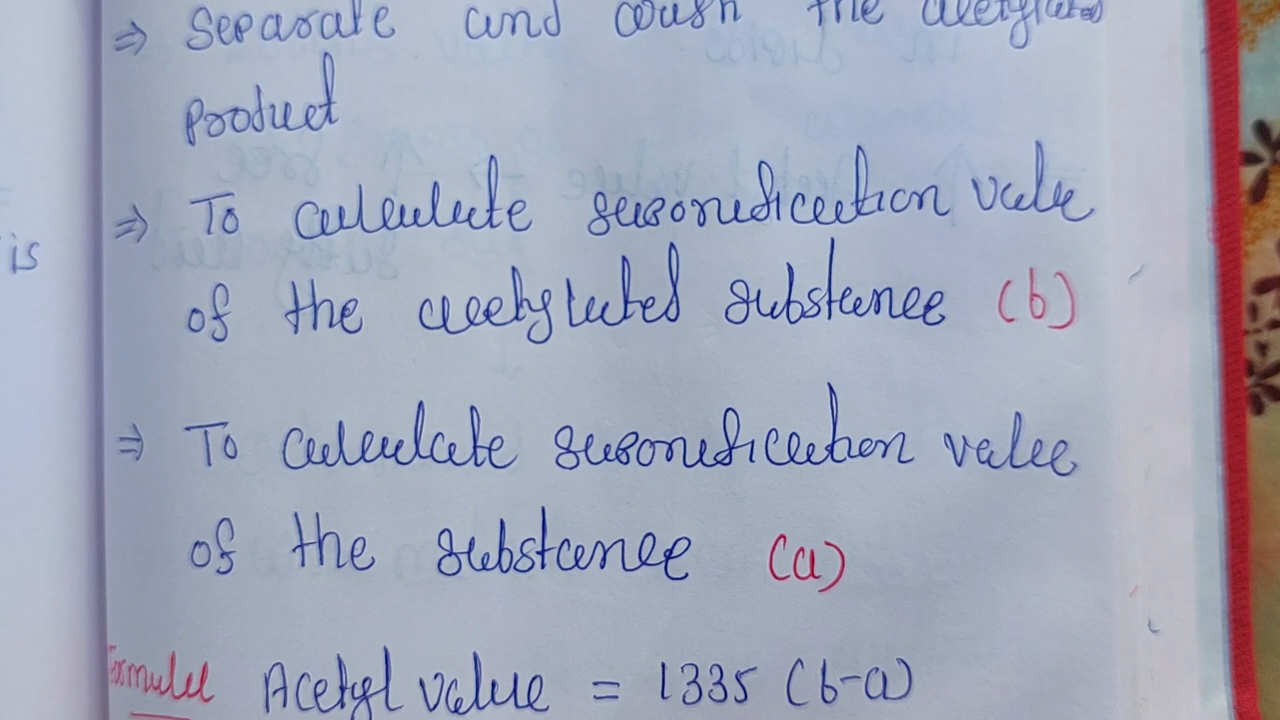 ⇒ Separate and wash the acetylated
product
⇒ To calculate saponification value
is
of the acetylated substance (b)
⇒ To calculate saponification value
of the substance (a)
Formula Acetyl value = 1335 (b-a)